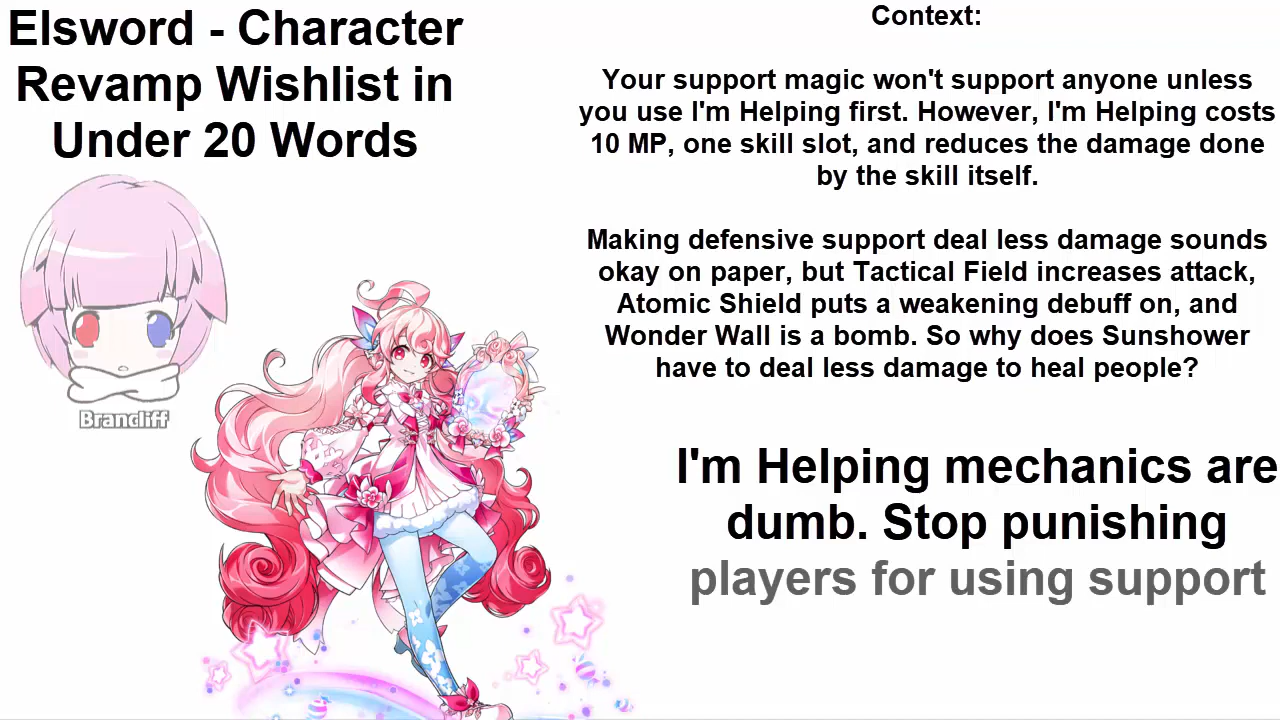 Elsword - Character
Revamp Wishlist in
Under 20 Words
Brancliff
Context:
Your support magic won't support anyone unless
you use I'm Helping first. However, I'm Helping costs
10 MP, one skill slot, and reduces the damage done
by the skill itself.
Making defensive support deal less damage sounds
okay on paper, but Tactical Field increases attack,
Atomic Shield puts a weakening debuff on, and
Wonder Wall is a bomb. So why does Sunshower
have to deal less damage to heal people?
I'm Helping mechanics are
dumb. Stop punishing
players for using support